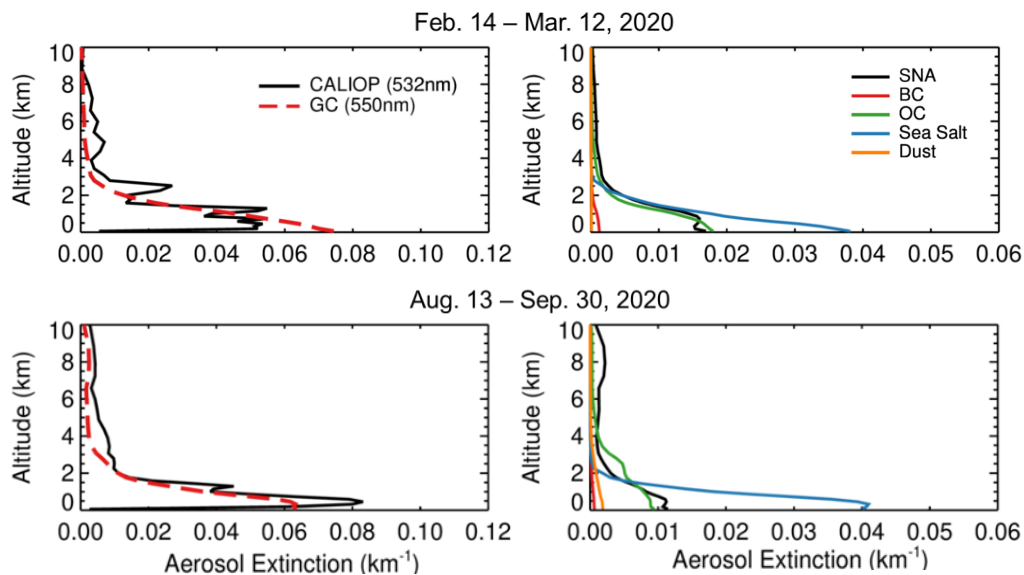 Feb. 14 – Mar. 12, 2020
10
8
6
4
2
0
Altitude (km)
CALIOP (532nm)
GC (550nm)
0.00 0.02 0.04 0.06 0.08 0.10 0.12
10
8
6
4
2
0
Altitude (km)
SNA
BC
OC
Sea Salt
Dust
0.00 0.01 0.02 0.03 0.04 0.05 0.06
Aug. 13 – Sep. 30, 2020
10
8
6
4
2
0
Altitude (km)
0.00 0.02 0.04 0.06 0.08 0.10 0.12
Aerosol Extinction (km⁻¹)
10
8
6
4
2
0
Altitude (km)
0.00 0.01 0.02 0.03 0.04 0.05 0.06
Aerosol Extinction (km⁻¹)